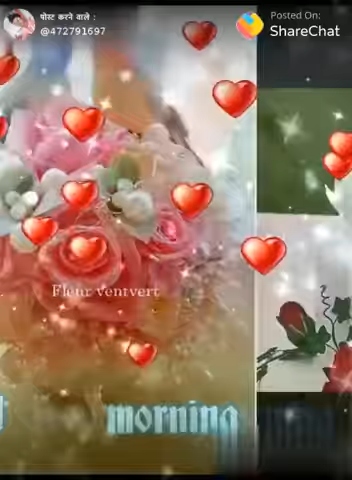 पोस्ट करने वाले :
@472791697
Posted On:
ShareChat
Fleur ventvert
morning